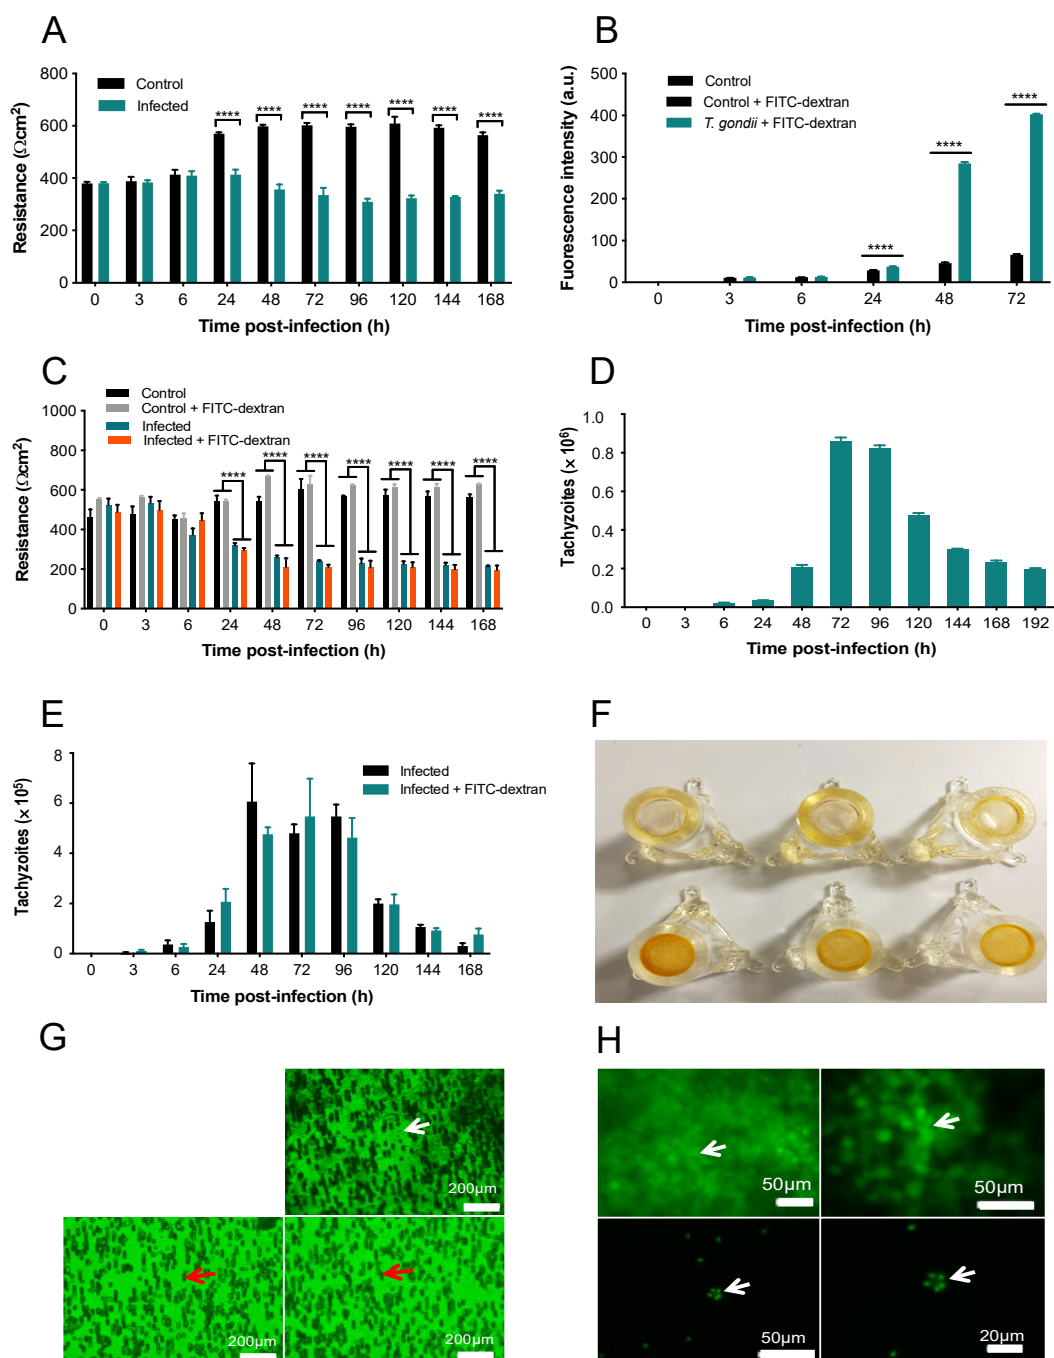 A
800
600
400
200
0
Resistance (Ωcm2)
Control
Infected
****
****
****
****
****
****
****
0 3 6 24 48 72 96 120 144 168
Time post-infection (h)
B
500
400
300
200
100
0
Fuorescence intensity (a.u.)
Control
Control + FITC-dextran
T. gondii + FITC-dextran
****
****
****
0 3 6 24 48 72
Time post-infection (h)
C
1000
800
600
400
200
0
Resistance (Ωcm2)
Control
Control + FITC-dextran
Infected
Infected + FITC-dextran
****
****
****
****
****
****
****
0 3 6 24 48 72 96 120 144 168
Time post-infection (h)
D
1.0
0.8
0.6
0.4
0.2
0.0
Tachyzoites (× 10⁶)
0 3 6 24 48 72 96 120 144 168 192
Time post-infection (h)
E
8
6
4
2
0
Tachyzoites (× 10⁵)
Infected
Infected + FITC-dextran
0 3 6 24 48 72 96 120 144 168
Time post-infection (h)
F
G
200µm
200µm
200µm
H
50µm
50µm
50µm
20µm